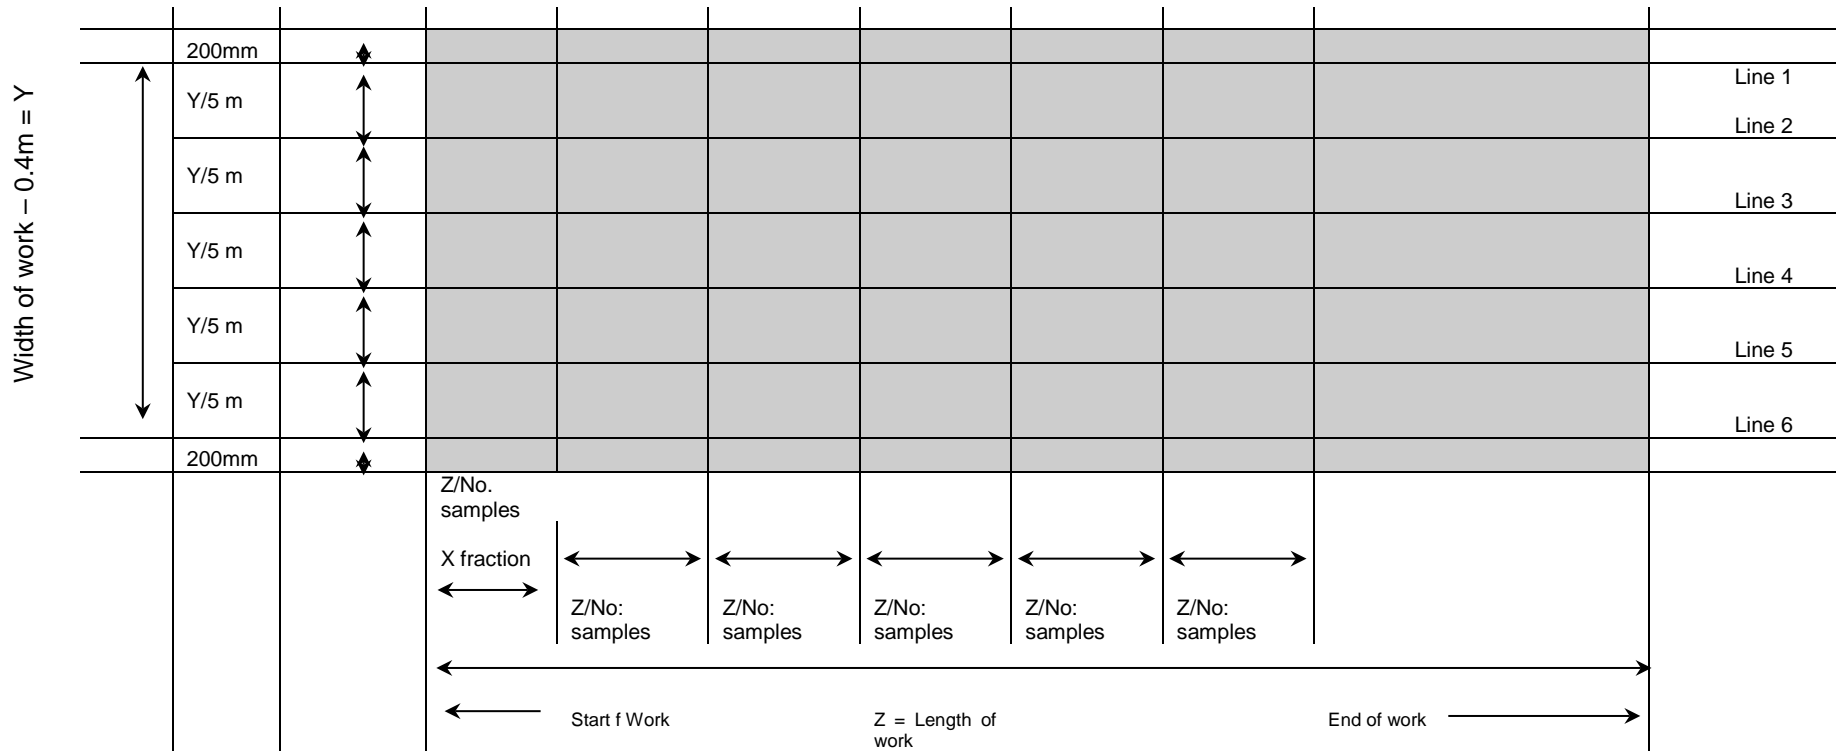 Width of work – 0.4m = Y
200mm
Line 1
Y/5 m
Line 2
Y/5 m
Line 3
Y/5 m
Line 4
Y/5 m
Line 5
Y/5 m
Line 6
200mm
Z/No.
samples
X fraction
Z/No:
samples
Z/No:
samples
Z/No:
samples
Z/No:
samples
Z/No:
samples
Start f Work
Z = Length of
work
End of work